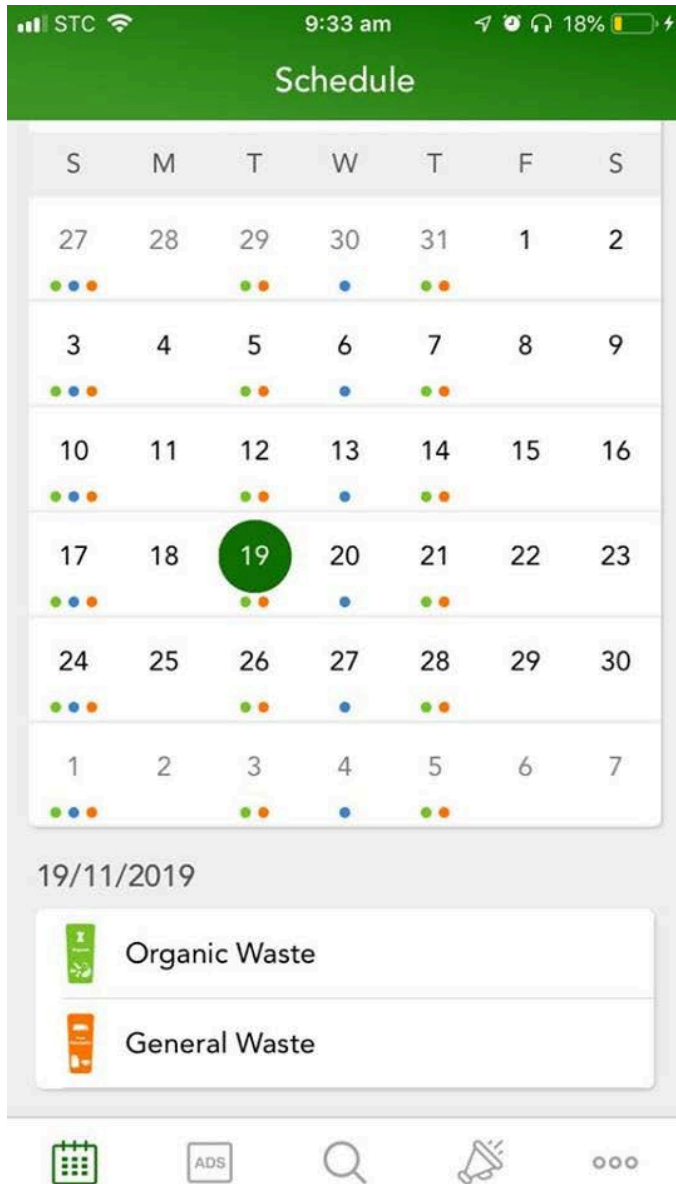 STC 9:33 am 18%
Schedule
S M T W T F S
27 28 29 30 31 1 2
3 4 5 6 7 8 9
10 11 12 13 14 15 16
17 18 19 20 21 22 23
24 25 26 27 28 29 30
1 2 3 4 5 6 7
19/11/2019
Organic Waste
General Waste
ADS